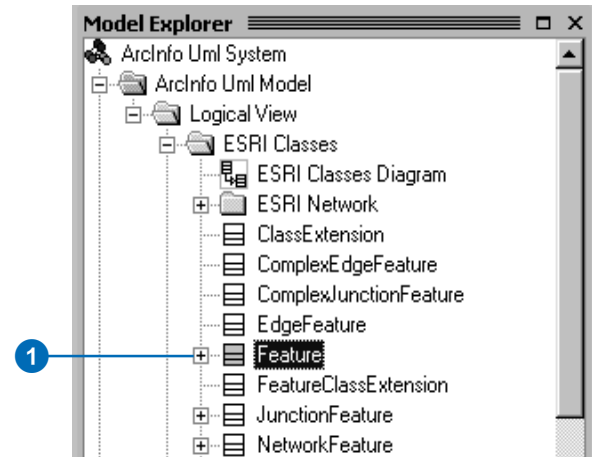 Model Explorer
ArcInfo Uml System
ArcInfo Uml Model
Logical View
ESRI Classes
ESRI Classes Diagram
ESRI Network
ClassExtension
ComplexEdgeFeature
ComplexJunctionFeature
EdgeFeature
1 Feature
FeatureClassExtension
JunctionFeature
NetworkFeature